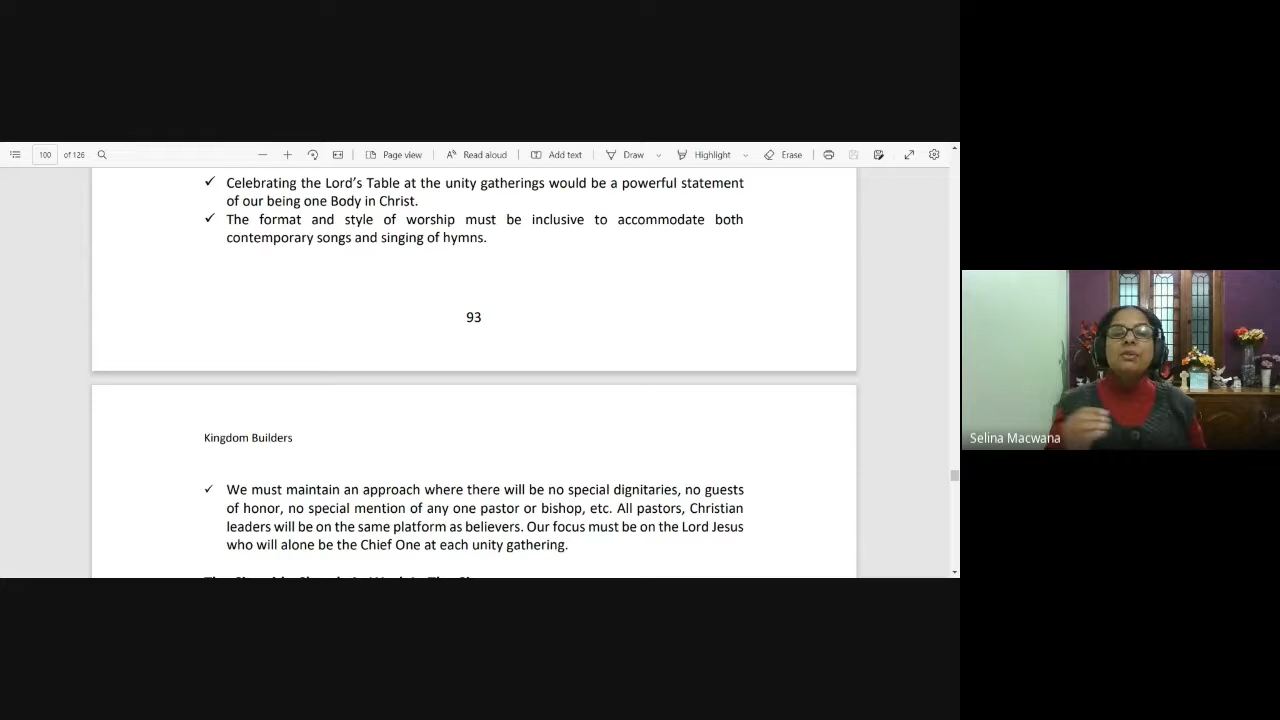 100 of 126 Page view Read aloud Add text Draw Highlight Erase
✓ Celebrating the Lord's Table at the unity gatherings would be a powerful statement
of our being one Body in Christ.
✓ The format and style of worship must be inclusive to accommodate both
contemporary songs and singing of hymns.
93
Kingdom Builders
✓ We must maintain an approach where there will be no special dignitaries, no guests
of honor, no special mention of any one pastor or bishop, etc. All pastors, Christian
leaders will be on the same platform as believers. Our focus must be on the Lord Jesus
who will alone be the Chief One at each unity gathering.
Selina Macwana